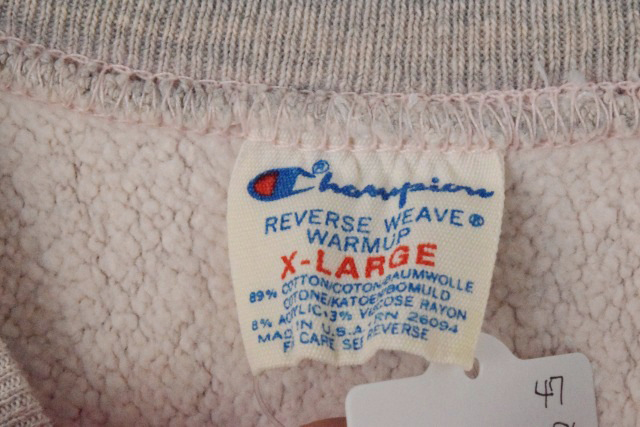 Champion®
REVERSE WEAVE®
WARMUP
X-LARGE
89% COTTON/COTON/BAUMWOLLE
COTONE/KATOEN/BOMULD
8% ACRYLIC•3% VISCOSE RAYON
MADE IN U.S.A. RN 26094
CARE SEE REVERSE
47